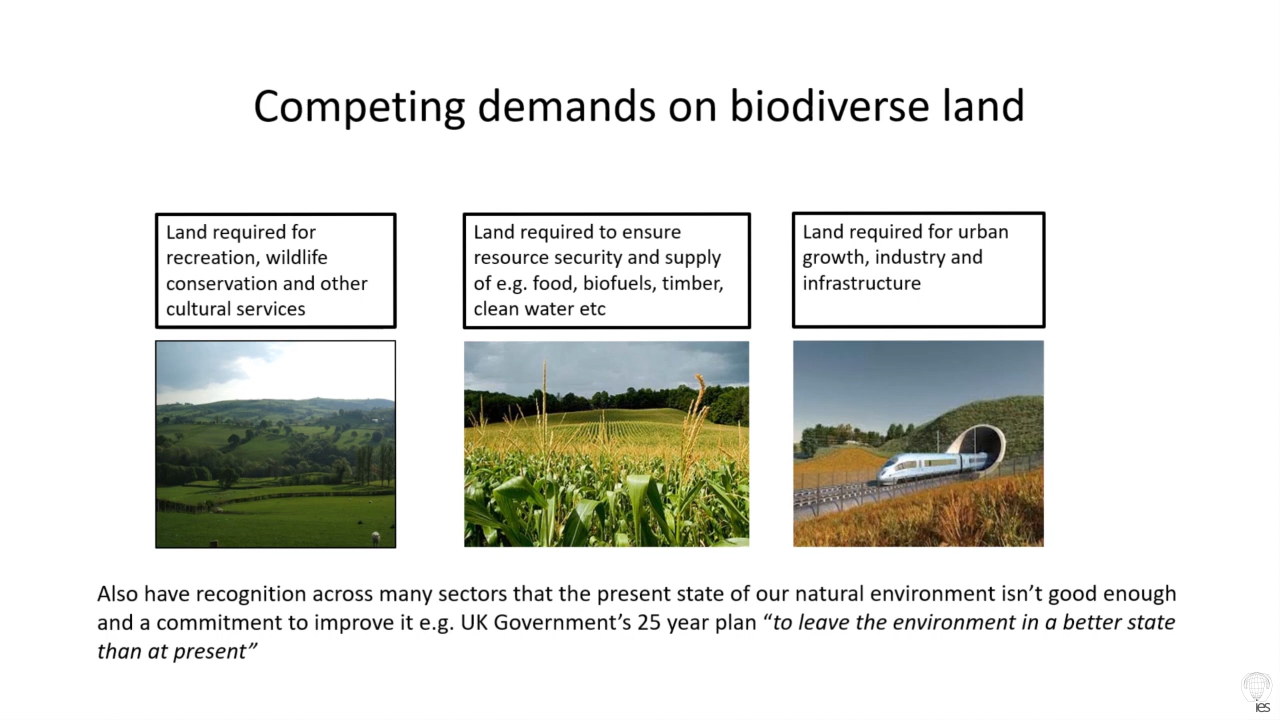 Competing demands on biodiverse land
Land required for
recreation, wildlife
conservation and other
cultural services
Land required to ensure
resource security and supply
of e.g. food, biofuels, timber,
clean water etc
Land required for urban
growth, industry and
infrastructure
Also have recognition across many sectors that the present state of our natural environment isn’t good enough
and a commitment to improve it e.g. UK Government’s 25 year plan “to leave the environment in a better state
than at present”
ies